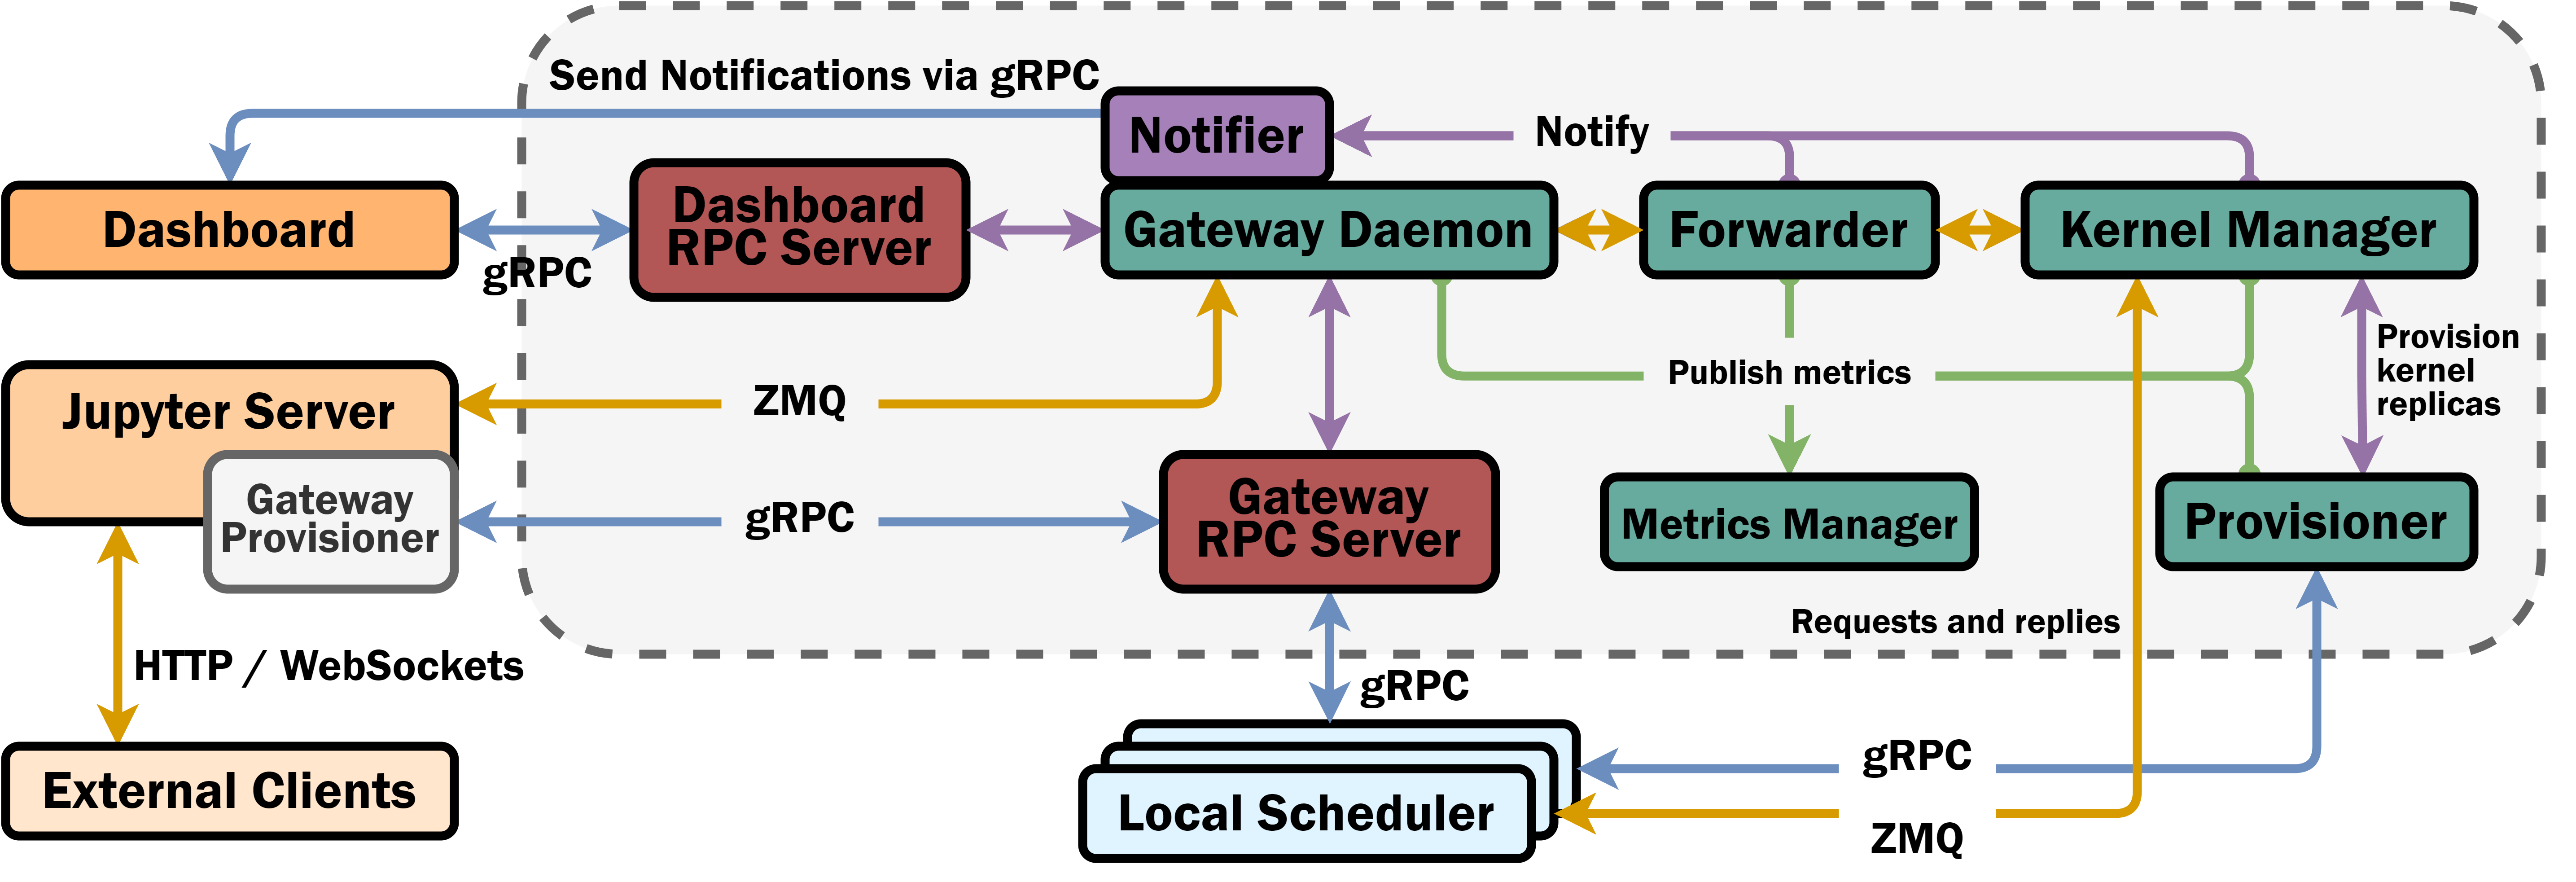 Send Notifications via gRPC
Notifier
Notify
Dashboard
gRPC
Dashboard
RPC Server
Gateway Daemon
Forwarder
Kernel Manager
Jupyter Server
Gateway
Provisioner
ZMQ
gRPC
Gateway
RPC Server
Publish metrics
Metrics Manager
Provision
kernel
replicas
Provisioner
Requests and replies
HTTP / WebSockets
gRPC
External Clients
Local Scheduler
gRPC
ZMQ